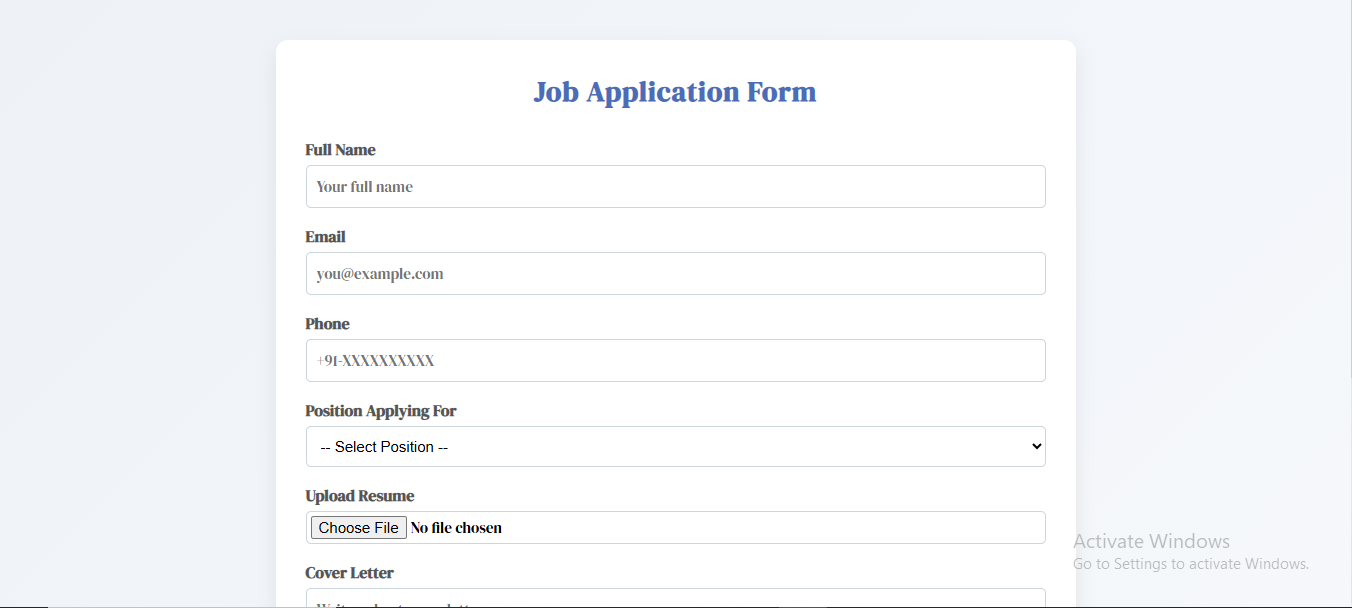 Job Application Form
Full Name
Your full name
Email
you@example.com
Phone
+91-XXXXXXXXXX
Position Applying For
-- Select Position --
Upload Resume
Choose File No file chosen
Activate Windows
Go to Settings to activate Windows.
Cover Letter